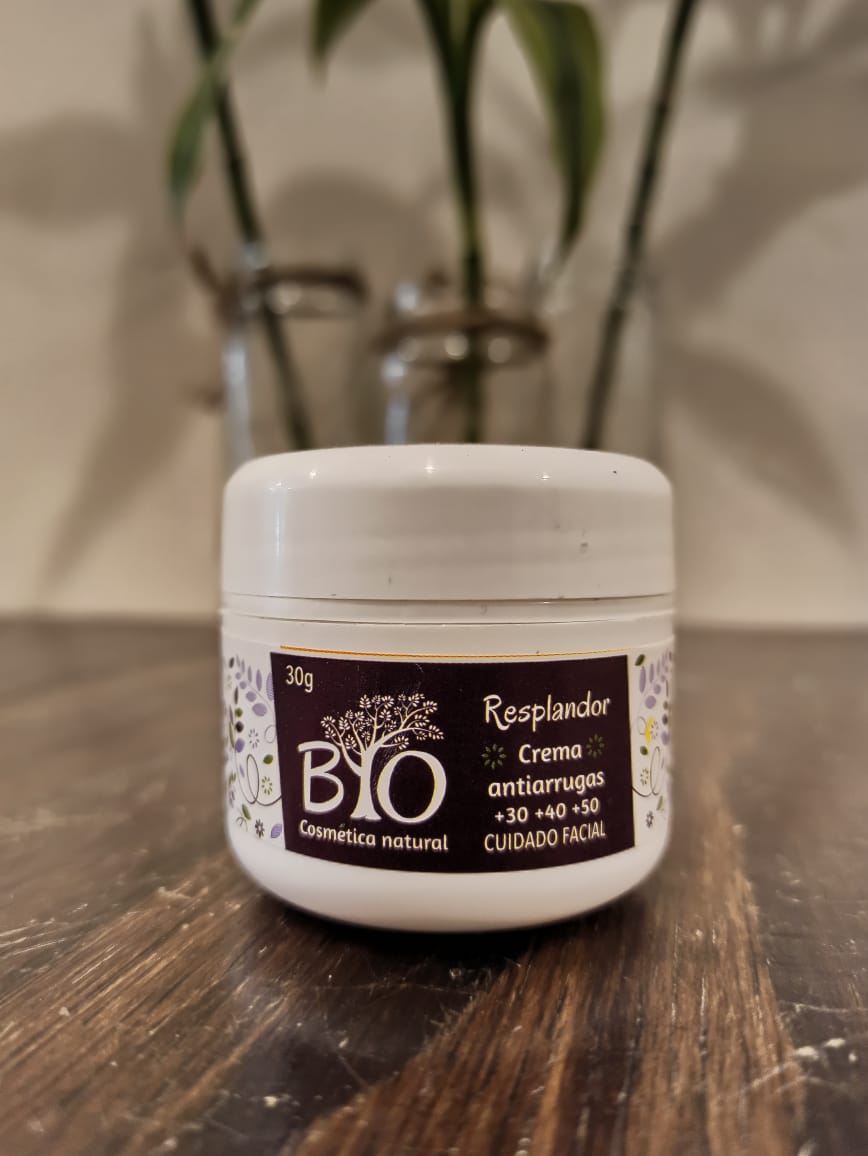 30g
BIO
Cosmética natural
Resplandor
Crema
antiarrugas
+30 +40 +50
CUIDADO FACIAL